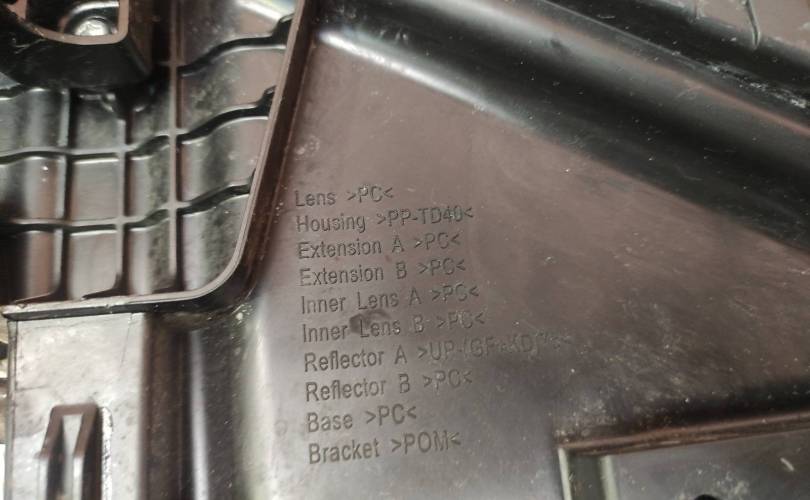 Lens >PC<
Housing >PP-TD40<
Extension A >PC<
Extension B >PC<
Inner Lens A >PC<
Inner Lens B >PC<
Reflector A
Reflector B >PC<
Base >PC<
Bracket >POM<